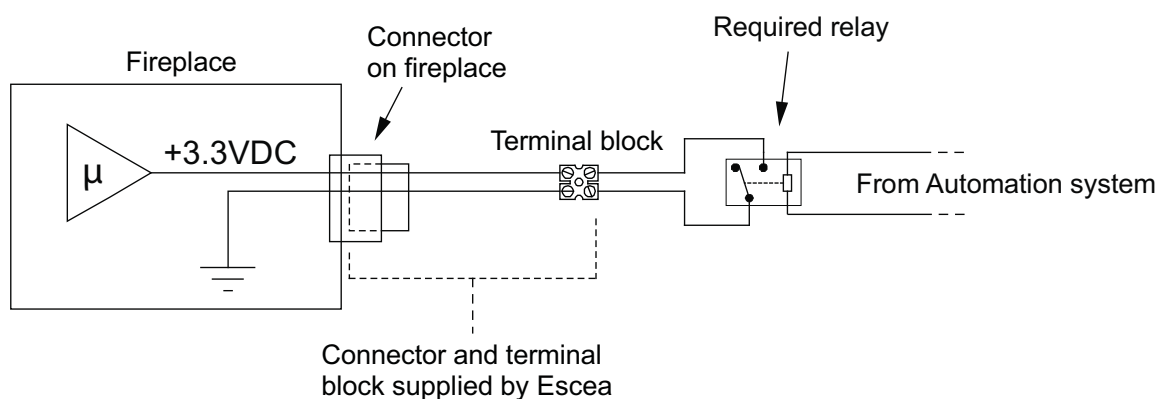 Fireplace
Connector
on fireplace
Required relay
μ
+3.3VDC
Terminal block
From Automation system
Connector and terminal
block supplied by Escea